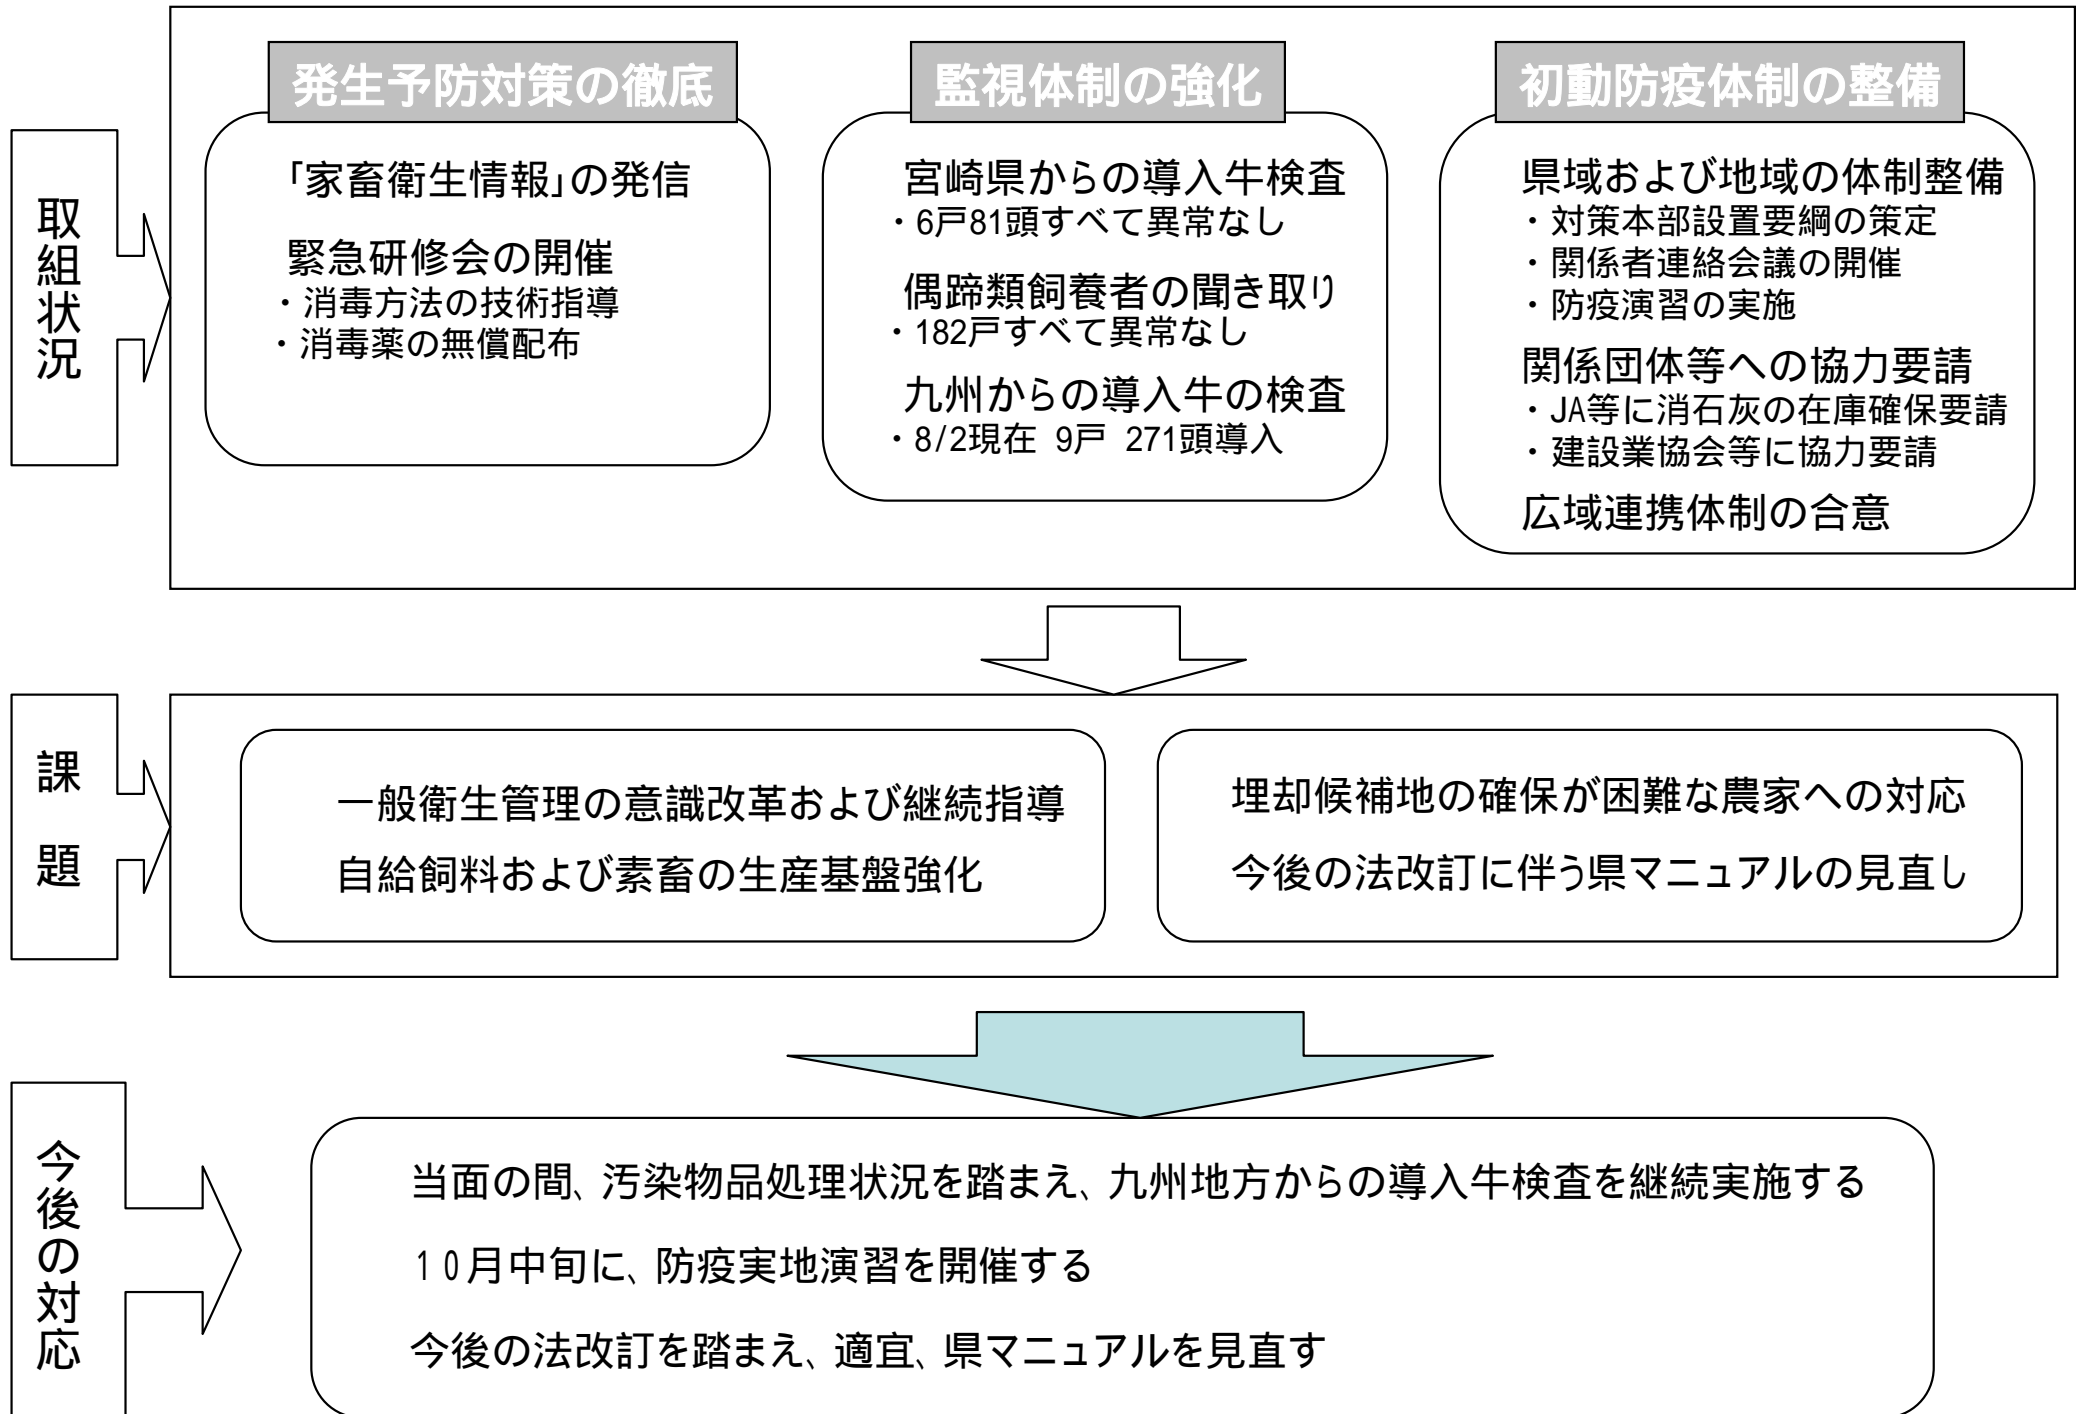 取組状況
発生予防対策の徹底
「家畜衛生情報」の発信
緊急研修会の開催
・消毒方法の技術指導
・消毒薬の無償配布
監視体制の強化
宮崎県からの導入牛検査
・6戸81頭すべて異常なし
偶蹄類飼養者の聞き取り
・182戸すべて異常なし
九州からの導入牛の検査
・8/2現在 9戸 271頭導入
初動防疫体制の整備
県域および地域の体制整備
・対策本部設置要綱の策定
・関係者連絡会議の開催
・防疫演習の実施
関係団体等への協力要請
・JA等に消石灰の在庫確保要請
・建設業協会等に協力要請
広域連携体制の合意
課題
一般衛生管理の意識改革および継続指導
自給飼料および素畜の生産基盤強化
埋却候補地の確保が困難な農家への対応
今後の法改訂に伴う県マニュアルの見直し
今後の対応
当面の間、汚染物品処理状況を踏まえ、九州地方からの導入牛検査を継続実施する
10月中旬に、防疫実地演習を開催する
今後の法改訂を踏まえ、適宜、県マニュアルを見直す